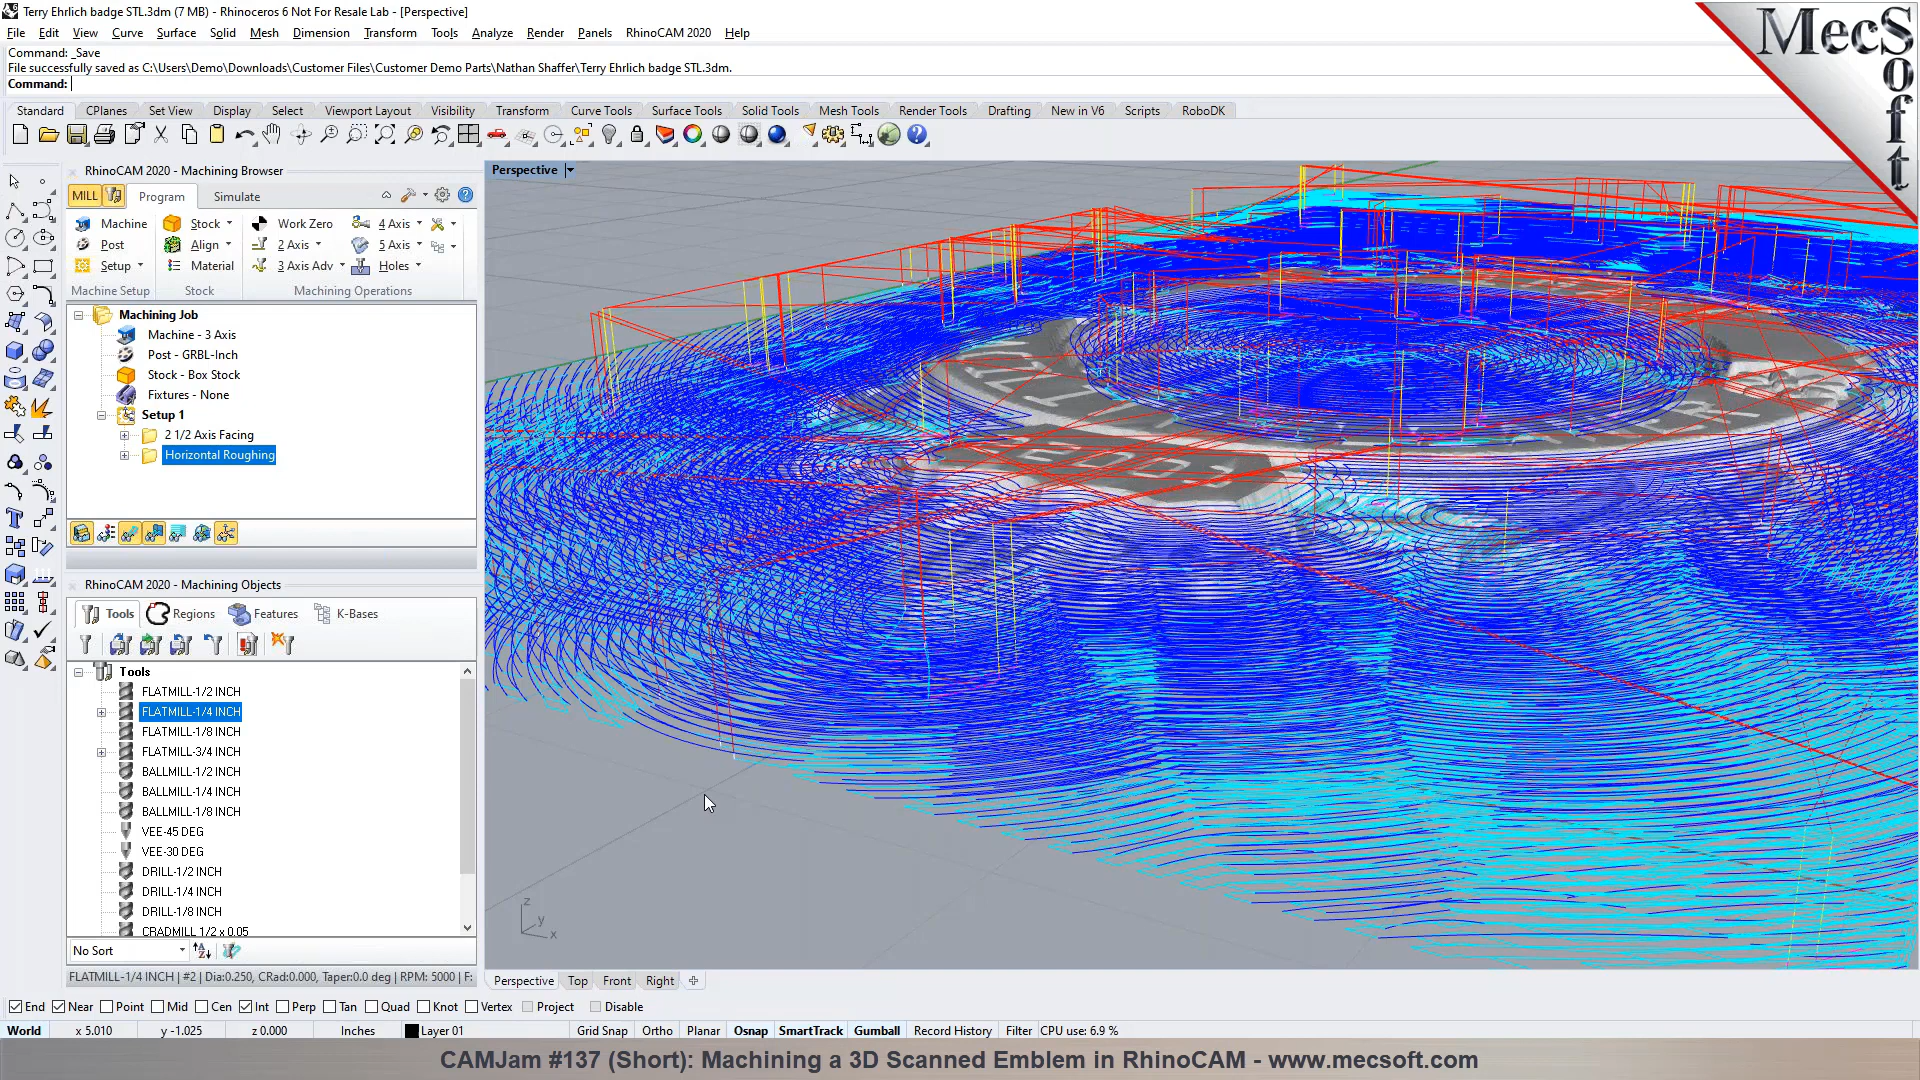 Terry Ehrlich badge STL.3dm (7 MB) - Rhinoceros 6 Not For Resale Lab - [Perspective]
File Edit View Curve Surface Solid Mesh Dimension Transform Tools Analyze Render Panels RhinoCAM 2020 Help
Command: _Save
File successfully saved as C:\Users\Demo\Downloads\Customer Files\Customer Demo Parts\Nathan Shaffer\Terry Ehrlich badge STL.3dm.
Command:
MecSoft
Standard CPlanes Set View Display Select Viewport Layout Visibility Transform Curve Tools Surface Tools Solid Tools Mesh Tools Render Tools Drafting New in V6 Scripts RoboDK
RhinoCAM 2020 - Machining Browser
MILL Program Simulate
Machine Stock Work Zero 4 Axis
Post Align 2 Axis 5 Axis
Setup Material 3 Axis Adv Holes
Machine Setup Stock Machining Operations
Machining Job
Machine - 3 Axis
Post - GRBL-Inch
Stock - Box Stock
Fixtures - None
Setup 1
2 1/2 Axis Facing
Horizontal Roughing
RhinoCAM 2020 - Machining Objects
Tools Regions Features K-Bases
Tools
FLATMILL-1/2 INCH
FLATMILL-1/4 INCH
FLATMILL-1/8 INCH
FLATMILL-3/4 INCH
BALLMILL-1/2 INCH
BALLMILL-1/4 INCH
BALLMILL-1/8 INCH
VEE-45 DEG
VEE-30 DEG
DRILL-1/2 INCH
DRILL-1/4 INCH
DRILL-1/8 INCH
CRADMILL 1/2 x 0.05
No Sort
FLATMILL-1/4 INCH | #2 | Dia:0.250, CRad:0.000, Taper:0.0 deg | RPM: 5000 | F:
Perspective
z
y
x
Perspective Top Front Right
End Near Point Mid Cen Int Perp Tan Quad Knot Vertex Project Disable
World x 5.010 y -1.025 z 0.000 Inches Layer 01 Grid Snap Ortho Planar Osnap SmartTrack Gumball Record History Filter CPU use: 6.9 %
CAMJam #137 (Short): Machining a 3D Scanned Emblem in RhinoCAM - www.mecsoft.com